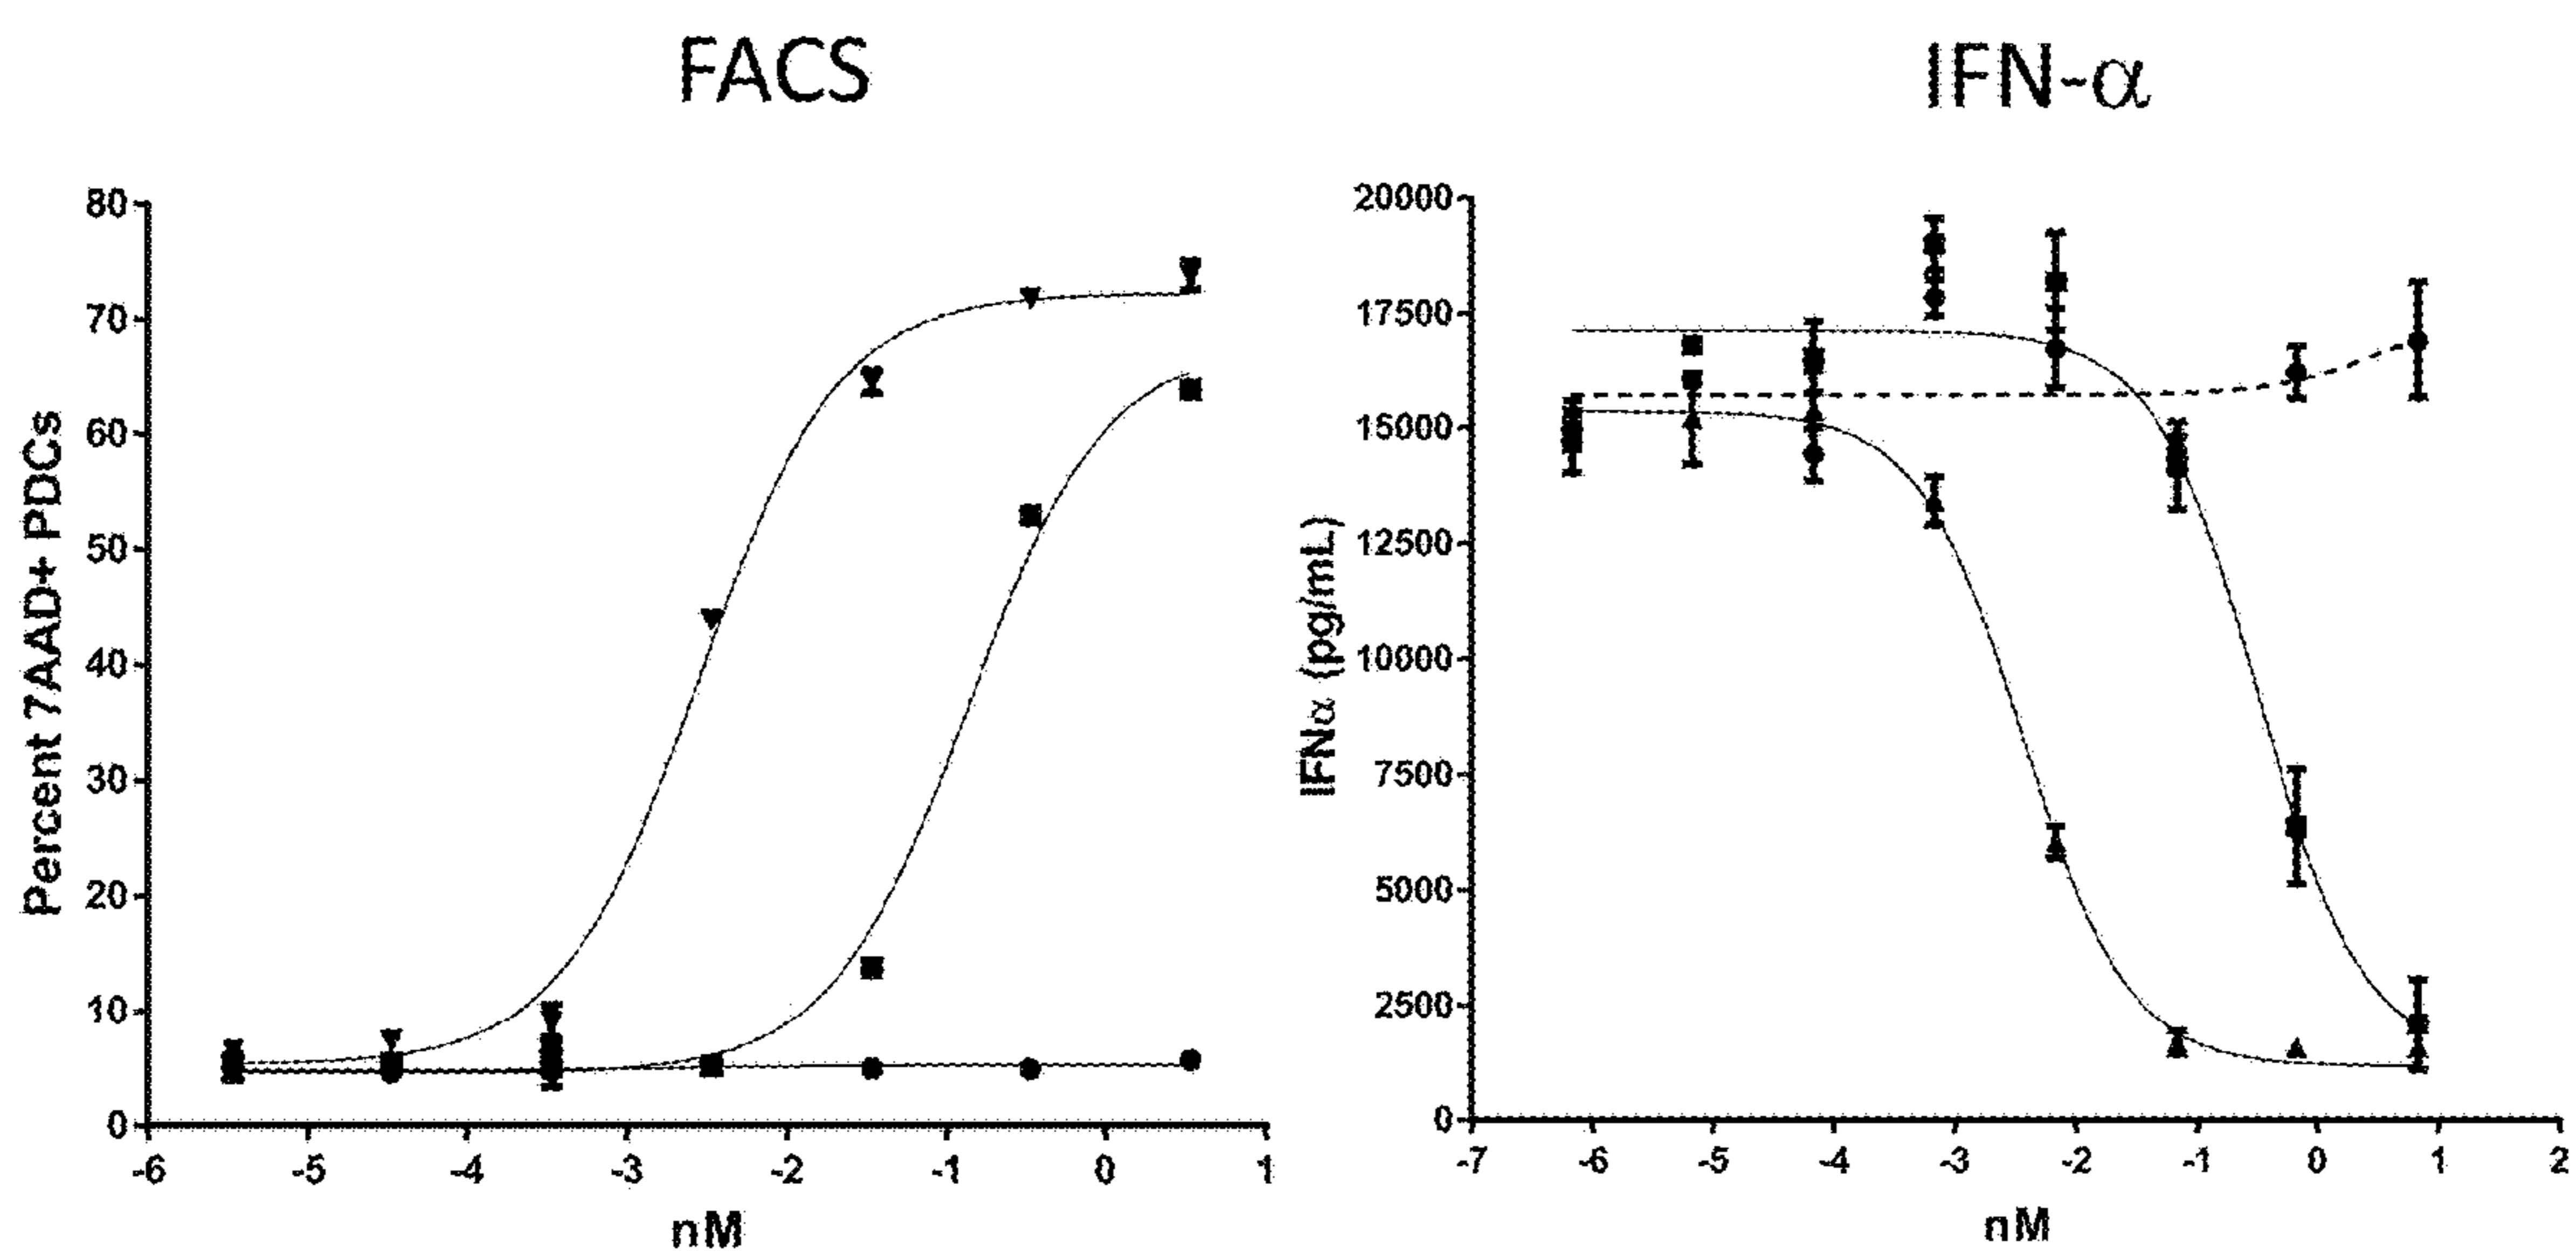 FACS
Percent 7AAD+ PDCs
80
70
60
50
40
30
20
10
0
-6 -5 -4 -3 -2 -1 0 1
nM
IFN-α
IFNα (pg/mL)
20000
17500
15000
12500
10000
7500
5000
2500
0
-7 -6 -5 -4 -3 -2 -1 0 1 2
nM